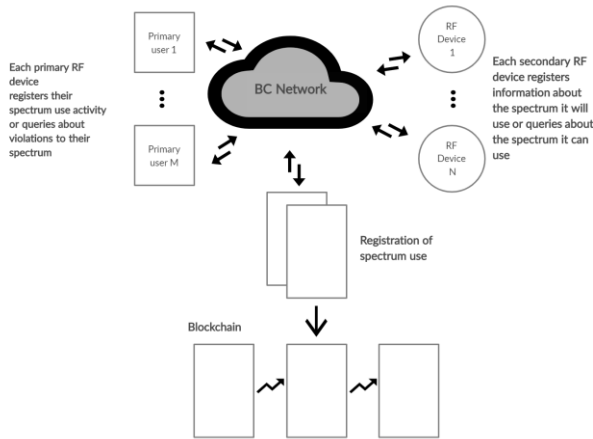 Each primary RF
device
registers their
spectrum use activity
or queries about
violations to their
spectrum
Primary
user 1
Primary
user M
BC Network
RF
Device
1
RF
Device
N
Each secondary RF
device registers
information about
the spectrum it will
use or queries about
the spectrum it can
use
Registration of
spectrum use
Blockchain